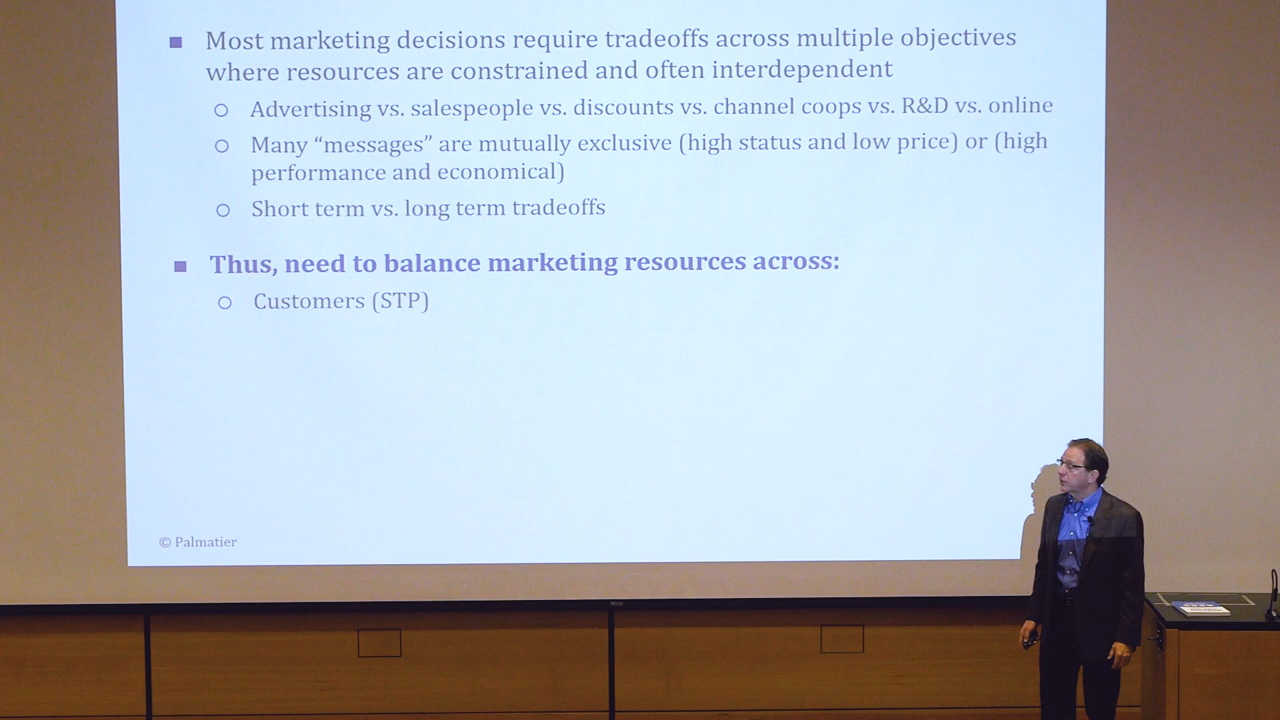 ■ Most marketing decisions require tradeoffs across multiple objectives
where resources are constrained and often interdependent
○ Advertising vs. salespeople vs. discounts vs. channel coops vs. R&D vs. online
○ Many “messages” are mutually exclusive (high status and low price) or (high
performance and economical)
○ Short term vs. long term tradeoffs
■ Thus, need to balance marketing resources across:
○ Customers (STP)
© Palmatier